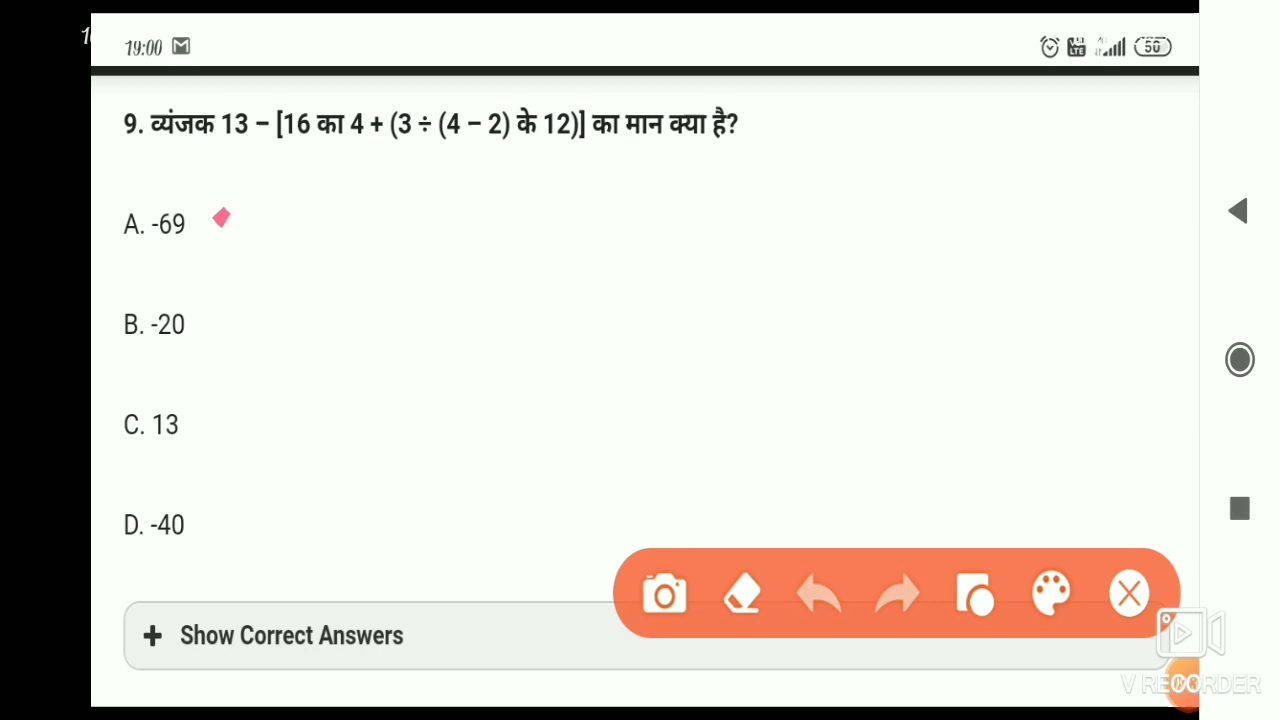 19:00
50
9. व्यंजक 13 – [16 का 4 + (3 ÷ (4 – 2) के 12)] का मान क्या है?
A. -69
B. -20
C. 13
D. -40
+ Show Correct Answers
V RECORDER